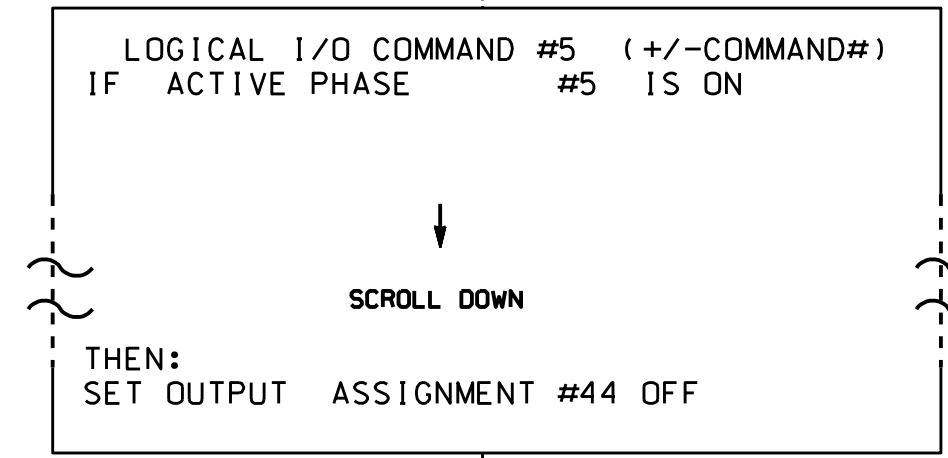 LOGICAL I/O COMMAND #5 (+/-COMMAND#)
IF ACTIVE PHASE #5 IS ON
SCROLL DOWN
THEN:
SET OUTPUT ASSIGNMENT #44 OFF